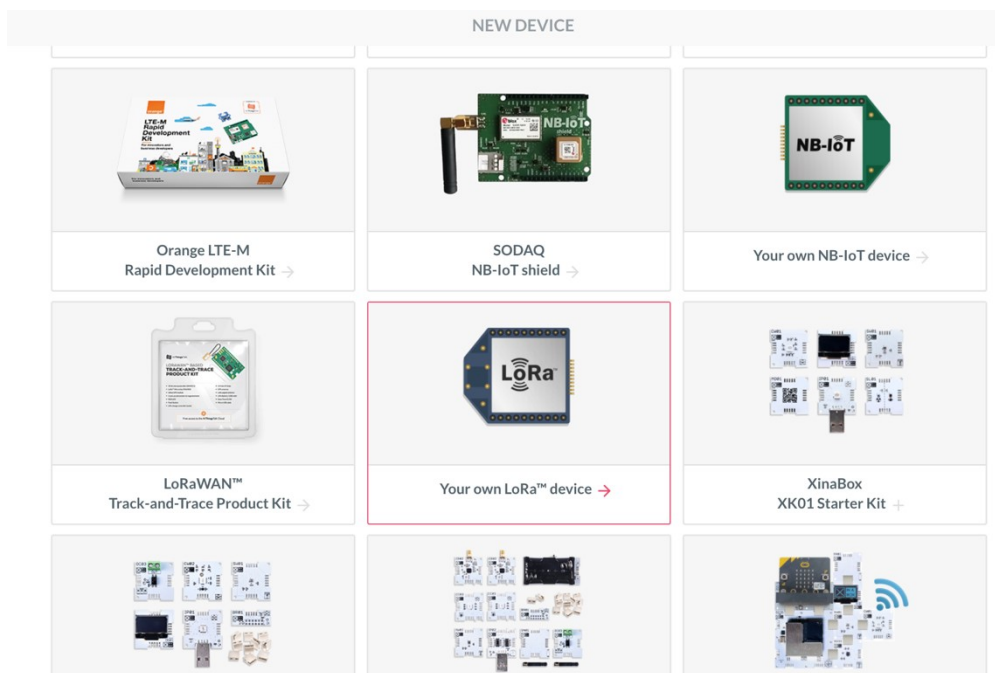 NEW DEVICE
LTE-M
Rapid
Development
Kit
NB-IoT
shield
NB-IoT
Orange LTE-M
Rapid Development Kit →
SODAQ
NB-IoT shield →
Your own NB-IoT device →
TRACK-AND-TRACE
PRODUCT KIT
LoRa
LoRaWAN™
Track-and-Trace Product Kit →
Your own LoRa™ device →
XinaBox
XK01 Starter Kit +